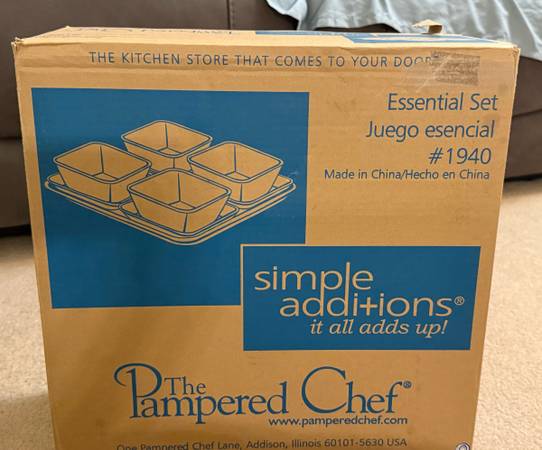 THE KITCHEN STORE THAT COMES TO YOUR DOOR
Essential Set
Juego esencial
#1940
Made in China/Hecho en China
simple
additions®
it all adds up!
The
Pampered Chef®
www.pamperedchef.com
One Pampered Chef Lane, Addison, Illinois 60101-5630 USA